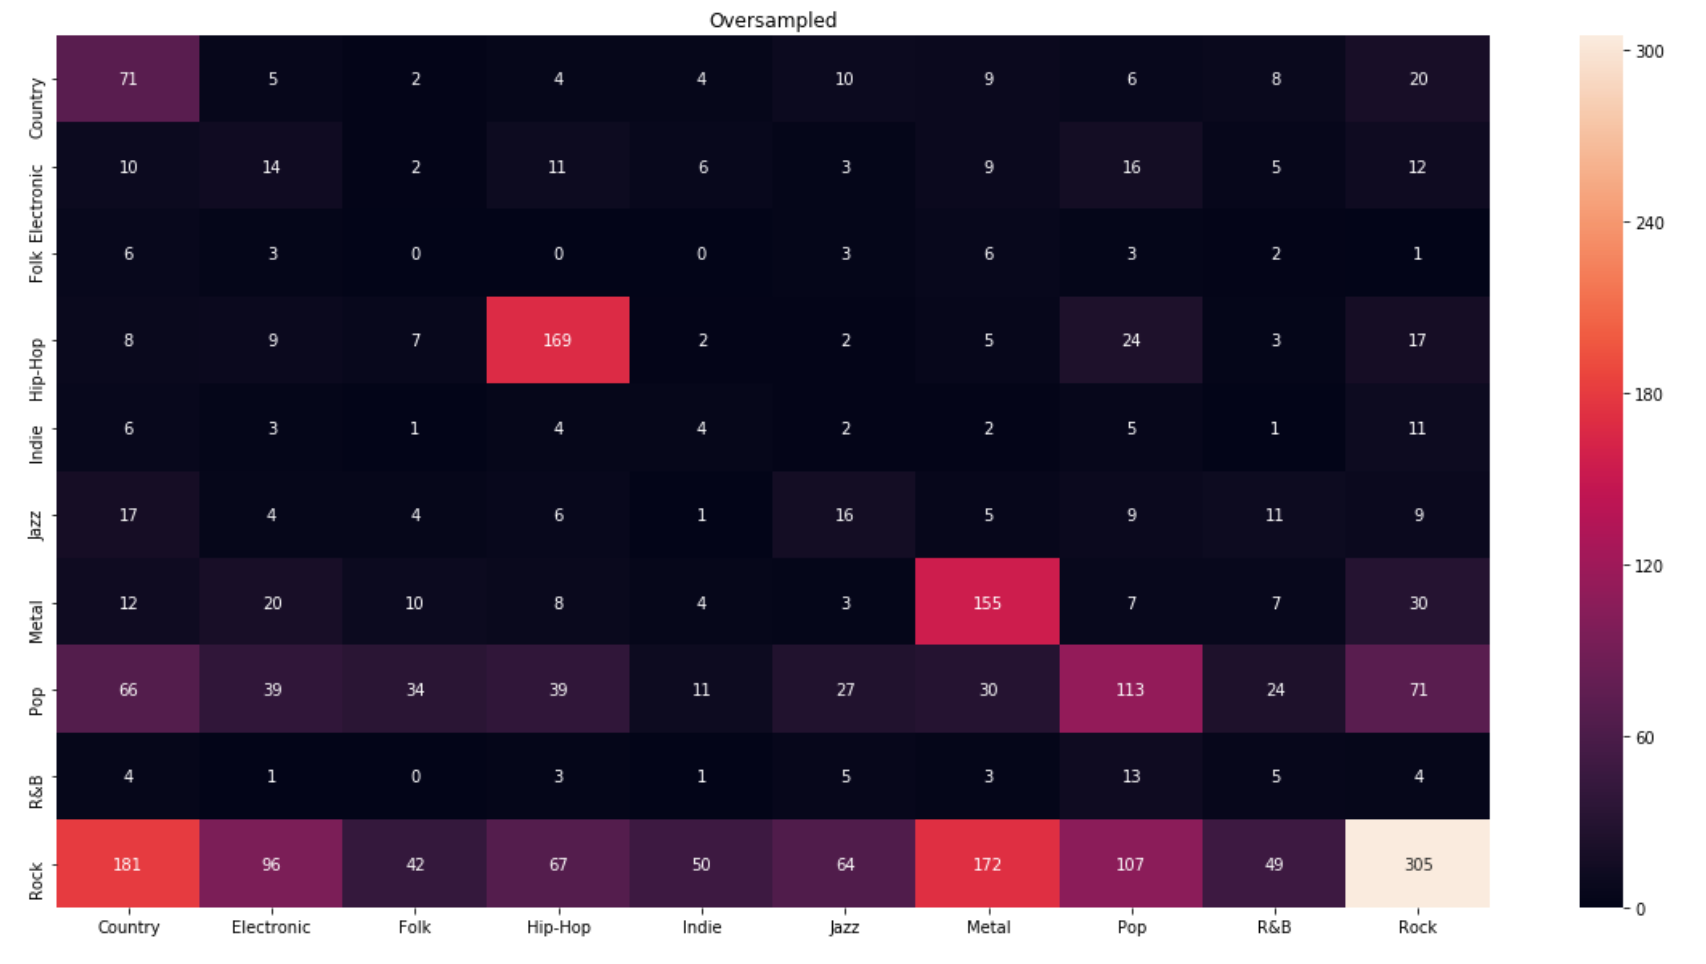 Oversampled
Country 71 5 2 4 4 10 9 6 8 20
Electronic 10 14 2 11 6 3 9 16 5 12
Folk 6 3 0 0 0 3 6 3 2 1
Hip-Hop 8 9 7 169 2 2 5 24 3 17
Indie 6 3 1 4 4 2 2 5 1 11
Jazz 17 4 4 6 1 16 5 9 11 9
Metal 12 20 10 8 4 3 155 7 7 30
Pop 66 39 34 39 11 27 30 113 24 71
R&B 4 1 0 3 1 5 3 13 5 4
Rock 181 96 42 67 50 64 172 107 49 305
Country Electronic Folk Hip-Hop Indie Jazz Metal Pop R&B Rock
300
240
180
120
60
0